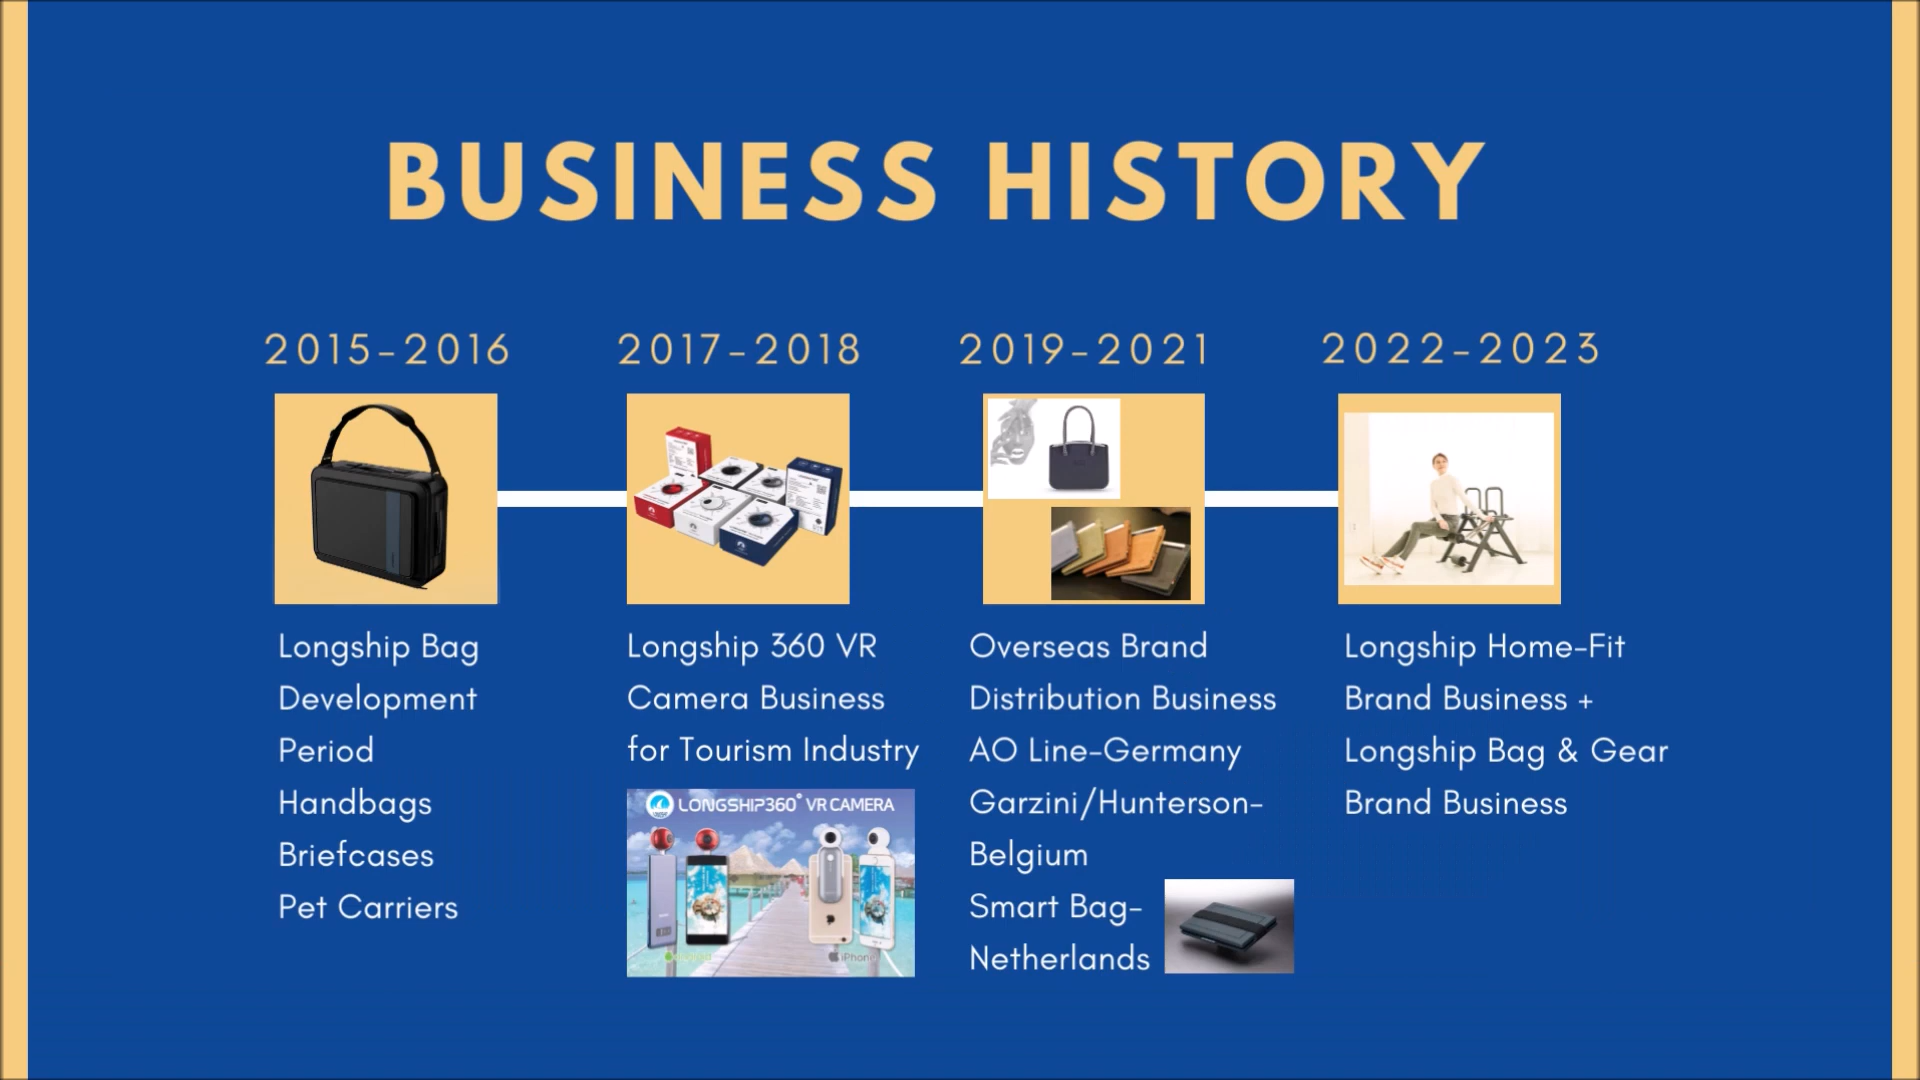 BUSINESS HISTORY
2015-2016
Longship Bag
Development
Period
Handbags
Briefcases
Pet Carriers
2017-2018
Longship 360 VR
Camera Business
for Tourism Industry
LONGSHIP360° VR CAMERA
iPhone
2019-2021
Overseas Brand
Distribution Business
AO Line-Germany
Garzini/Hunterson-
Belgium
Smart Bag-
Netherlands
2022-2023
Longship Home-Fit
Brand Business +
Longship Bag & Gear
Brand Business